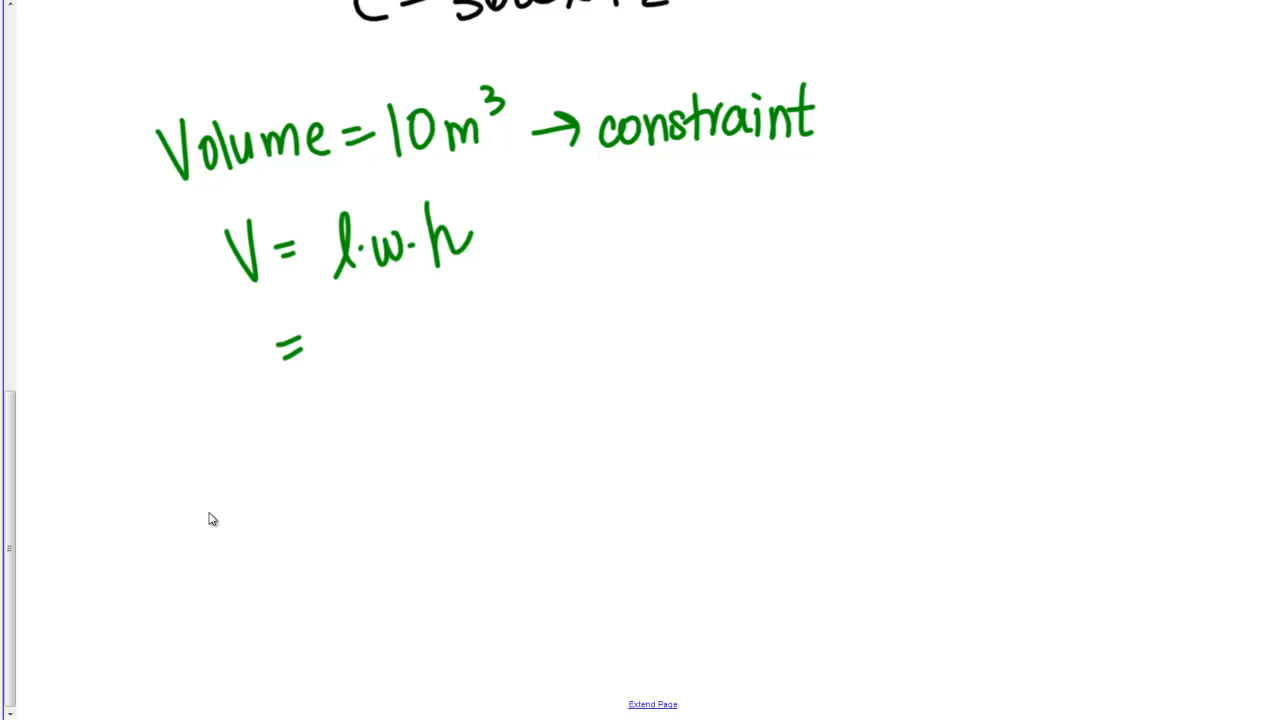 Volume = 10 m³ → constraint
V = l·w·h
=
Extend Page